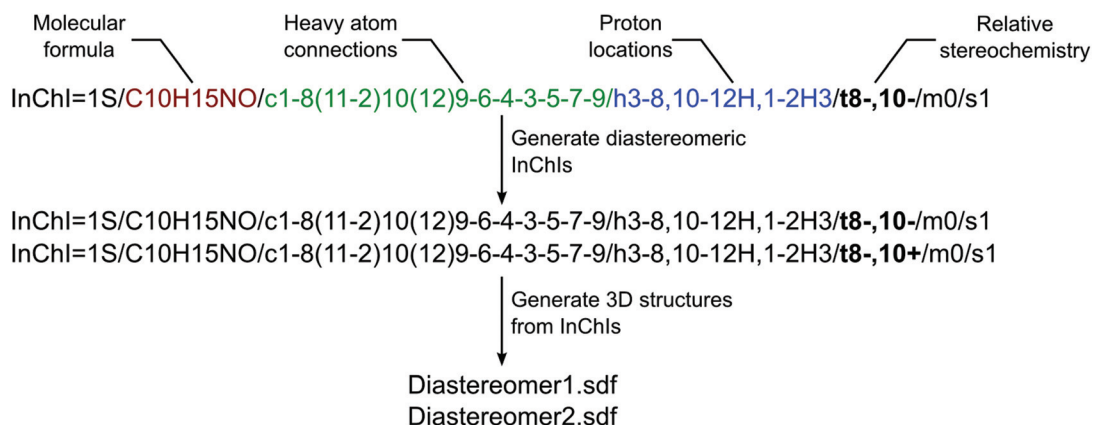 Molecular
formula
Heavy atom
connections
Proton
locations
Relative
stereochemistry
InChI=1S/C10H15NO/c1-8(11-2)10(12)9-6-4-3-5-7-9/h3-8,10-12H,1-2H3/t8-,10-/m0/s1
Generate diastereomeric
InChIs
InChI=1S/C10H15NO/c1-8(11-2)10(12)9-6-4-3-5-7-9/h3-8,10-12H,1-2H3/t8-,10-/m0/s1
InChI=1S/C10H15NO/c1-8(11-2)10(12)9-6-4-3-5-7-9/h3-8,10-12H,1-2H3/t8-,10+/m0/s1
Generate 3D structures
from InChIs
Diastereomer1.sdf
Diastereomer2.sdf